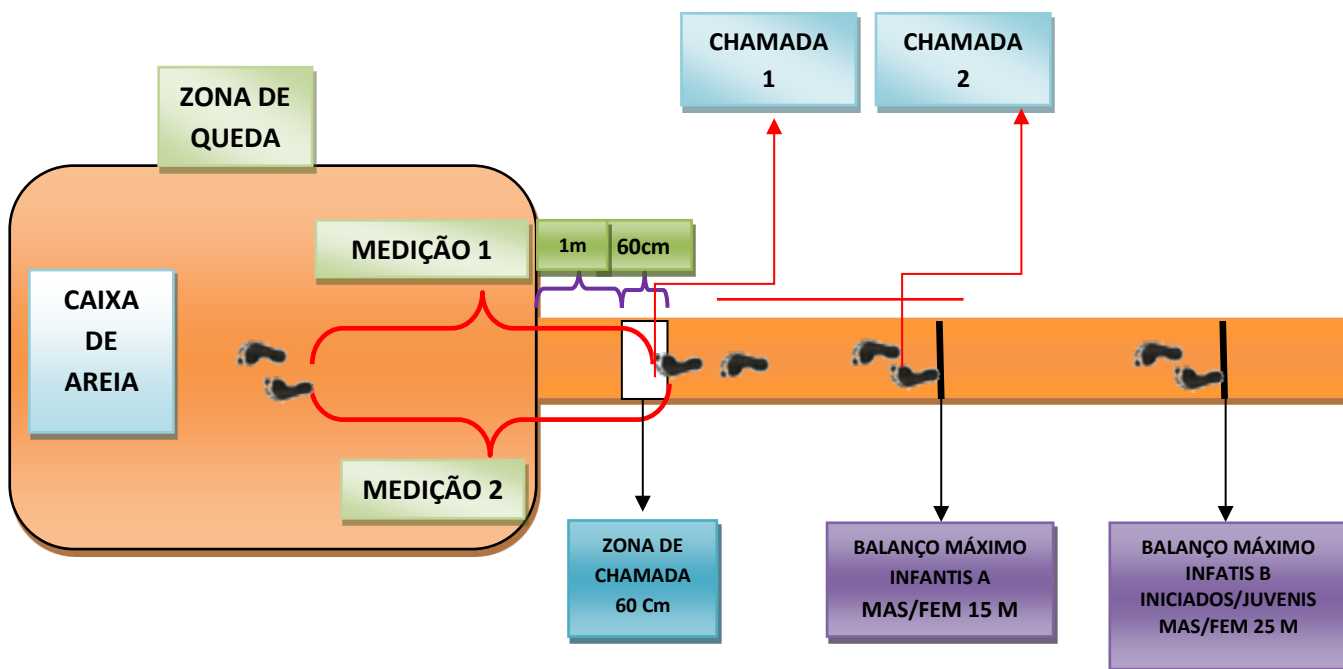 CHAMADA
1
CHAMADA
2
ZONA DE
QUEDA
MEDIÇÃO 1
1m
60cm
CAIXA
DE
AREIA
MEDIÇÃO 2
ZONA DE
CHAMADA
60 Cm
BALANÇO MÁXIMO
INFANTIS A
MAS/FEM 15 M
BALANÇO MÁXIMO
INFATIS B
INICIADOS/JUVENIS
MAS/FEM 25 M